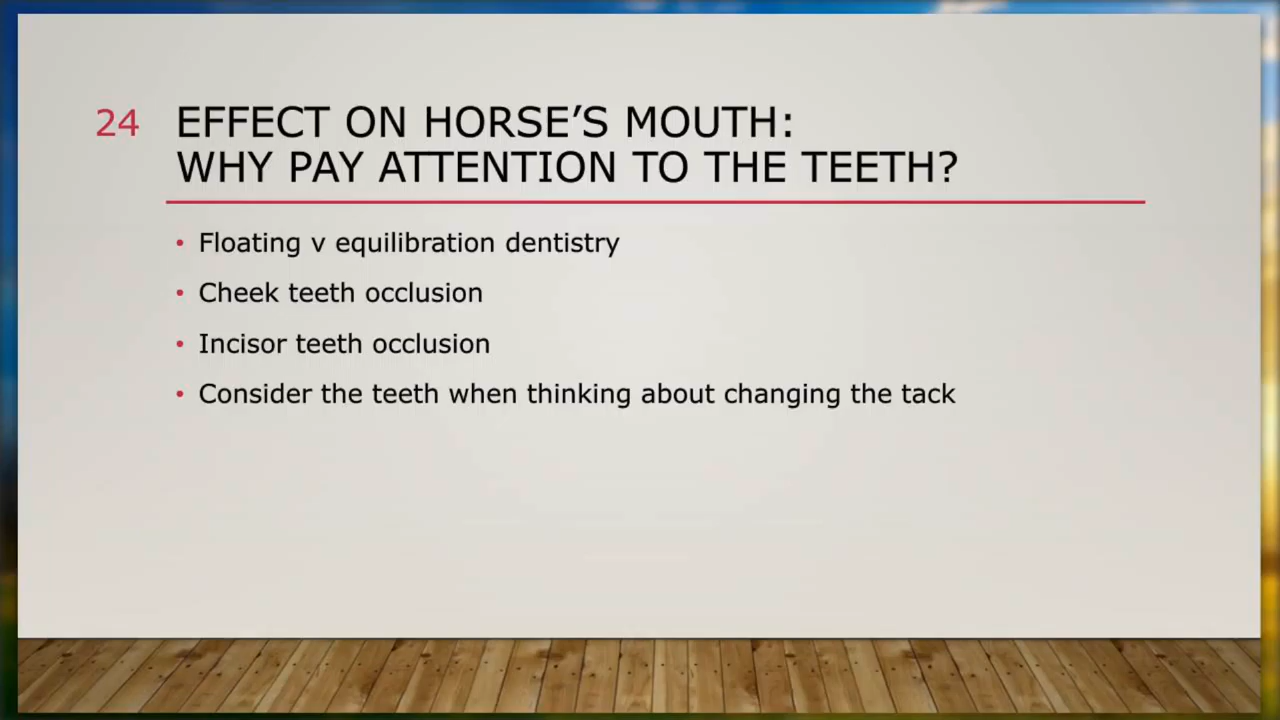 24
EFFECT ON HORSE’S MOUTH:
WHY PAY ATTENTION TO THE TEETH?
• Floating v equilibration dentistry
• Cheek teeth occlusion
• Incisor teeth occlusion
• Consider the teeth when thinking about changing the tack